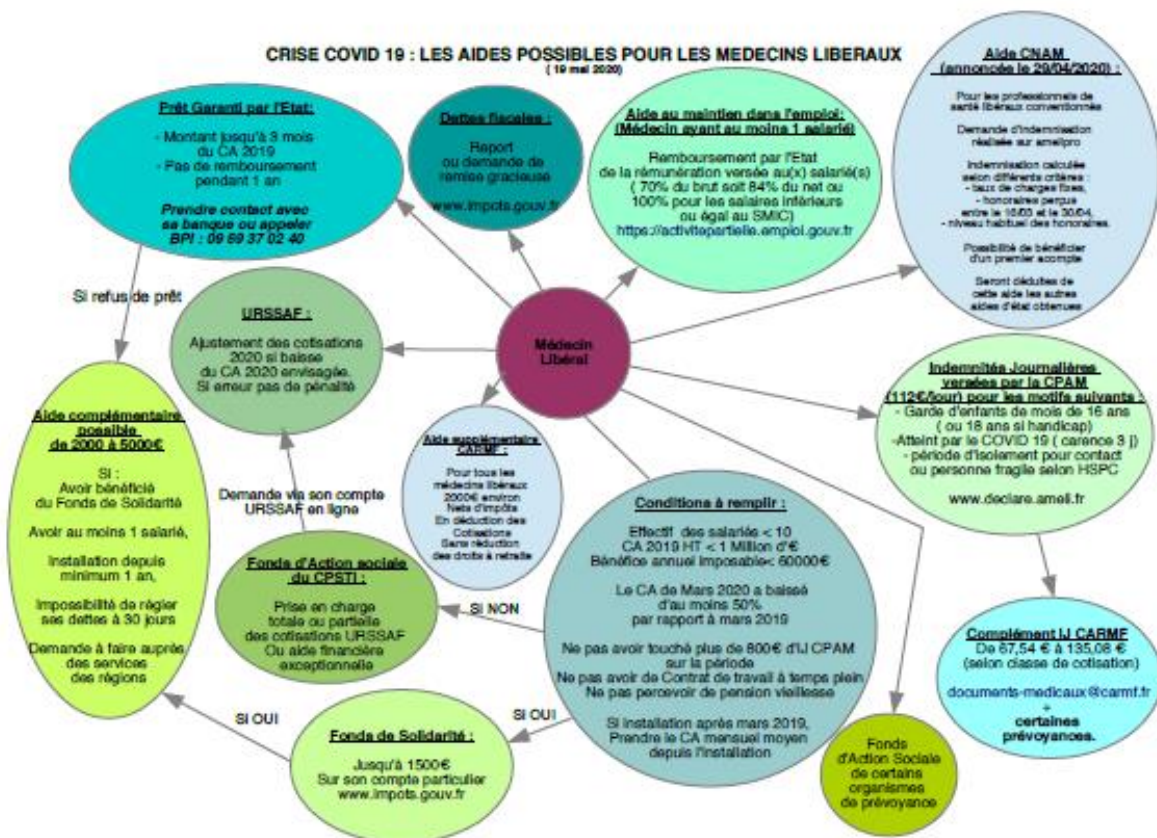 CRISE COVID 19 : LES AIDES POSSIBLES POUR LES MEDECINS LIBERAUX
( 19 mai 2020)
Prêt Garanti par l'Etat:
- Montant jusqu'à 3 mois
du CA 2019
- Pas de remboursement
pendant 1 an
Prendre contact avec
sa banque ou appeler
BPI : 09 69 37 02 40
Dettes fiscales :
Report
ou demande de
remise gracieuse
www.impots.gouv.fr
Aide au maintien dans l'emploi:
(Médecin ayant au moins 1 salarié)
Remboursement par l'Etat
de la rémunération versée au(x) salarié(s)
( 70% du brut soit 84% du net ou
100% pour les salaires inférieurs
ou égal au SMIC)
https://activitepartielle.emploi.gouv.fr
Aide CNAM
(annoncée le 29/04/2020) :
Pour les professionnels de
santé libéraux conventionnés
Demande d'indemnisation
réalisée sur amelipro
Indemnisation calculée
selon différents critères :
- taux de charges fixes,
- honoraires perçus
entre le 16/03 et le 30/04,
- niveau habituel des honoraires.
Possibilité de bénéficier
d'un premier acompte
Seront déduites de
cette aide les autres
aides d'état obtenues
Si refus de prêt
URSSAF :
Ajustement des cotisations
2020 si baisse
du CA 2020 envisagée.
Si erreur pas de pénalité
Médecin
Libéral
Indemnités Journalières
versées par la CPAM
(112€/jour) pour les motifs suivants :
- Garde d'enfants de mois de 16 ans
( ou 18 ans si handicap)
-Atteint par le COVID 19 ( carence 3 j)
- période d'isolement pour contact
ou personne fragile selon HSPC
www.declare.ameli.fr
Aide complémentaire
possible
de 2000 à 5000€
Si :
Avoir bénéficié
du Fonds de Solidarité
Avoir au moins 1 salarié,
Installation depuis
minimum 1 an,
Impossibilité de régler
ses dettes à 30 jours
Demande à faire auprès
des services
des régions
Demande via son compte
URSSAF en ligne
Aide supplémentaire
CARMF :
Pour tous les
médecins libéraux
2000€ environ
Nets d'impôts
En déduction des
Cotisations
Sans réduction
des droits à retraite
Conditions à remplir :
Effectif des salariés < 10
CA 2019 HT < 1 Million d'€
Bénéfice annuel imposable< 60000€
Le CA de Mars 2020 a baissé
d'au moins 50%
par rapport à mars 2019
Ne pas avoir touché plus de 800€ d'IJ CPAM
sur la période
Ne pas avoir de Contrat de travail à temps plein
Ne pas percevoir de pension vieillesse
Si installation après mars 2019,
Prendre le CA mensuel moyen
depuis l'installation
Fonds d'Action sociale
du CPSTI :
Prise en charge
totale ou partielle
des cotisations URSSAF
Ou aide financière
exceptionnelle
SI NON
Complément IJ CARMF
De 67,54 € à 135,08 €
(selon classe de cotisation)
documents-medicaux@carmf.fr
+
certaines
prévoyances.
SI OUI
SI OUI
Fonds de Solidarité :
Jusqu'à 1500€
Sur son compte particulier
www.impots.gouv.fr
Fonds
d'Action Sociale
de certains
organismes
de prévoyance